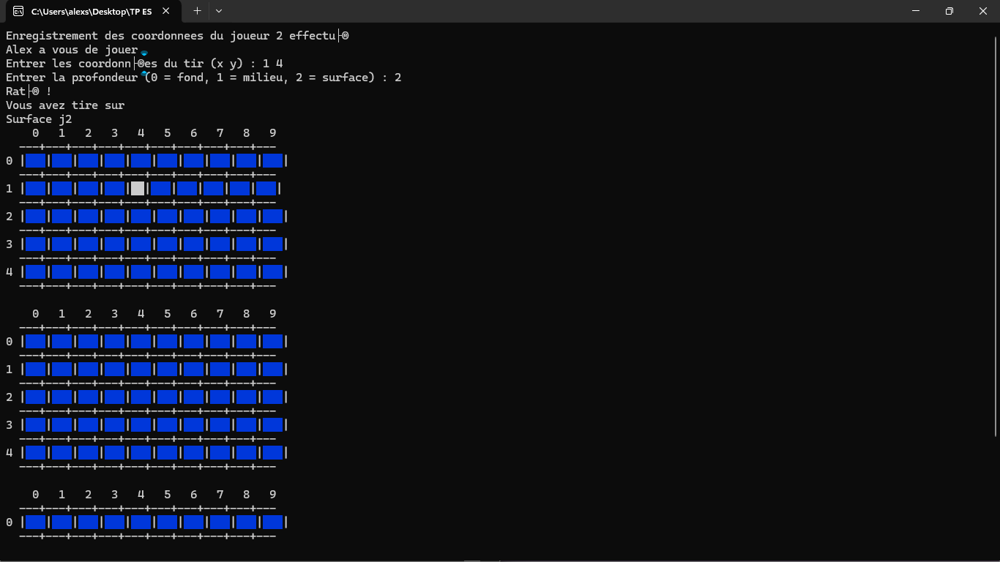 C:\Users\alexs\Desktop\TP ES
Enregistrement des coordonnees du joueur 2 effectu├®
Alex a vous de jouer
Entrer les coordonn├®es du tir (x y) : 1 4
Entrer la profondeur (0 = fond, 1 = milieu, 2 = surface) : 2
Rat├® !
Vous avez tire sur
Surface j2
0 1 2 3 4 5 6 7 8 9
---+---+---+---+---+---+---+---+---+---
0 | | | | | | | | | | |
---+---+---+---+---+---+---+---+---+---
1 | | | | | | | | | | |
---+---+---+---+---+---+---+---+---+---
2 | | | | | | | | | | |
---+---+---+---+---+---+---+---+---+---
3 | | | | | | | | | | |
---+---+---+---+---+---+---+---+---+---
4 | | | | | | | | | | |
---+---+---+---+---+---+---+---+---+---
0 1 2 3 4 5 6 7 8 9
---+---+---+---+---+---+---+---+---+---
0 | | | | | | | | | | |
---+---+---+---+---+---+---+---+---+---
1 | | | | | | | | | | |
---+---+---+---+---+---+---+---+---+---
2 | | | | | | | | | | |
---+---+---+---+---+---+---+---+---+---
3 | | | | | | | | | | |
---+---+---+---+---+---+---+---+---+---
4 | | | | | | | | | | |
---+---+---+---+---+---+---+---+---+---
0 1 2 3 4 5 6 7 8 9
---+---+---+---+---+---+---+---+---+---
0 | | | | | | | | | | |
---+---+---+---+---+---+---+---+---+---